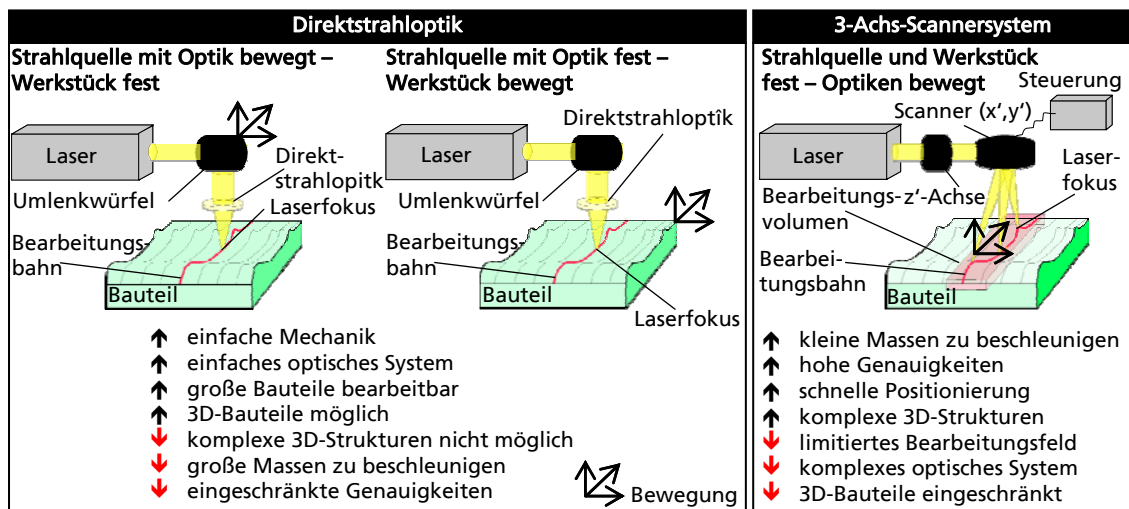 Direktstrahloptik
Strahlquelle mit Optik bewegt –
Werkstück fest
Laser
Umlenkwürfel
Direkt-
strahlopitk
Laserfokus
Bearbeitungs-
bahn
Bauteil
Strahlquelle mit Optik fest –
Werkstück bewegt
Direktstrahloptîk
Laser
Umlenkwürfel
Bearbeitungs-
bahn
Bauteil
Laserfokus
einfache Mechanik
einfaches optisches System
große Bauteile bearbeitbar
3D-Bauteile möglich
komplexe 3D-Strukturen nicht möglich
große Massen zu beschleunigen
eingeschränkte Genauigkeiten
Bewegung
3-Achs-Scannersystem
Strahlquelle und Werkstück
fest – Optiken bewegt
Steuerung
Scanner (x‘,y‘)
Laser
Laser-
fokus
Bearbeitungs-
volumen
z‘-Achse
Bearbei-
tungsbahn
Bauteil
kleine Massen zu beschleunigen
hohe Genauigkeiten
schnelle Positionierung
komplexe 3D-Strukturen
limitiertes Bearbeitungsfeld
komplexes optisches System
3D-Bauteile eingeschränkt